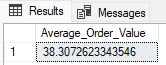 Results Messages
Average_Order_Value
1 38.3072623343546